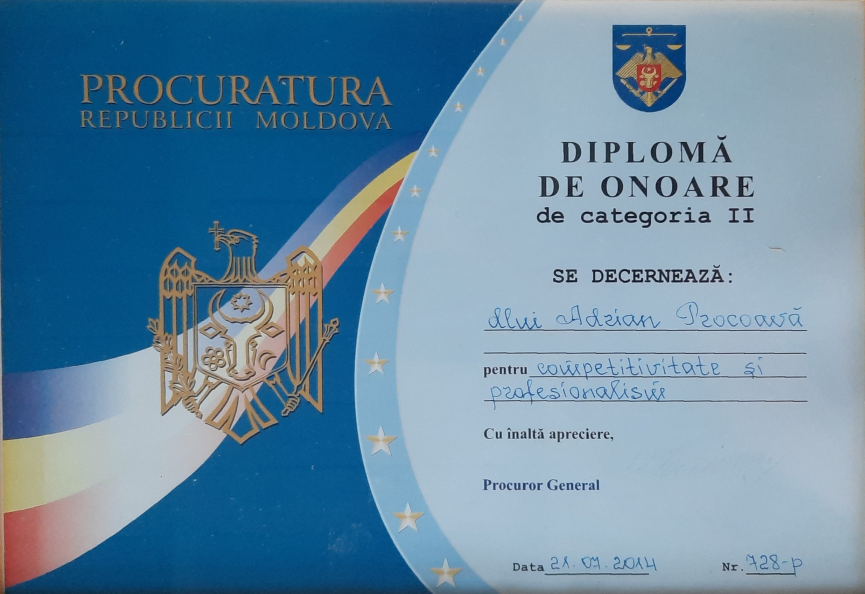 PROCURATURA
REPUBLICII MOLDOVA
DIPLOMĂ
DE ONOARE
de categoria II
SE DECERNEAZĂ:
dlui Adrian Procoavă
pentru competitivitate și
profesionalism
Cu înaltă apreciere,
Procuror General
Data 21.07.2014 Nr. 728-p